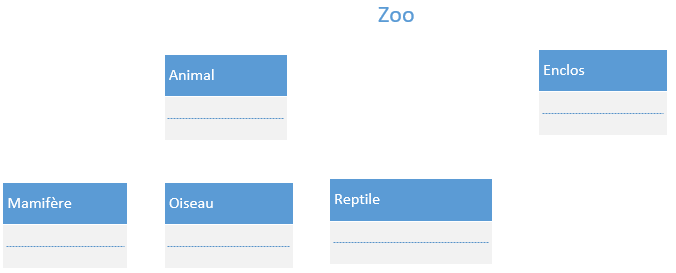 Zoo
Animal
Enclos
Mamifère
Oiseau
Reptile